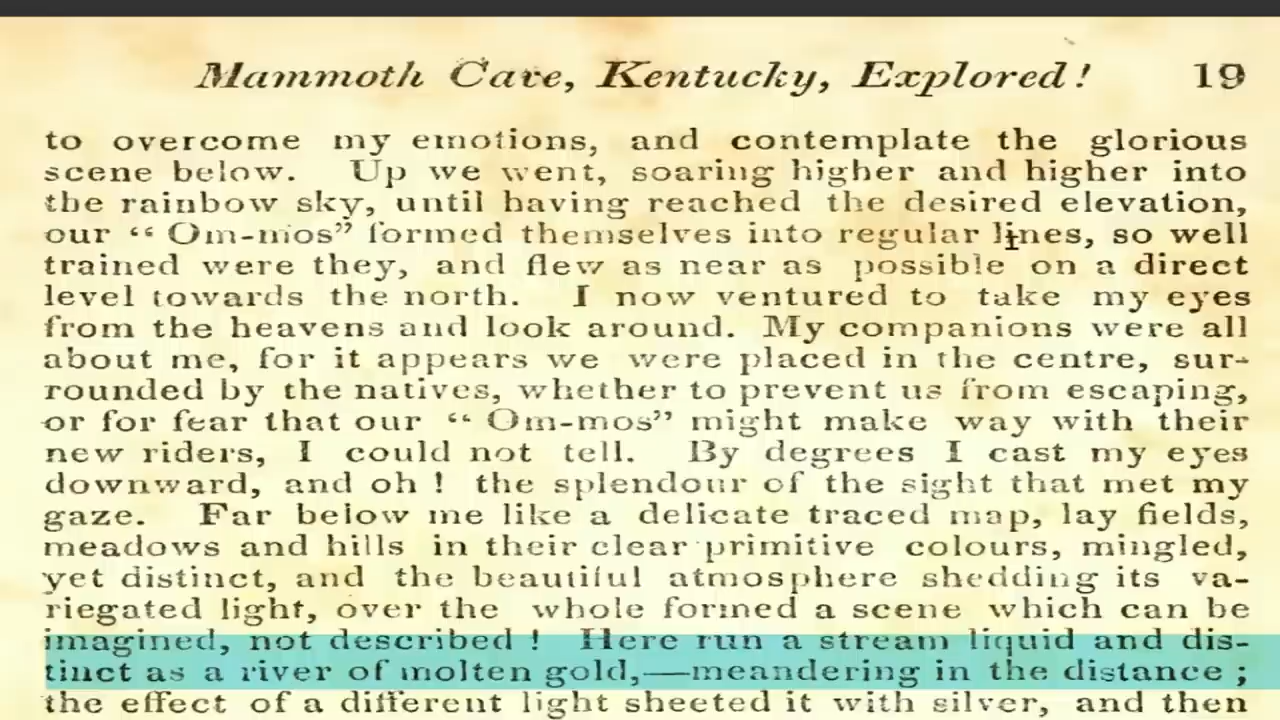 Mammoth Cave, Kentucky, Explored! 19
to overcome my emotions, and contemplate the glorious
scene below. Up we went, soaring higher and higher into
the rainbow sky, until having reached the desired elevation,
our “ Om-mos” formed themselves into regular lines, so well
trained were they, and flew as near as possible on a direct
level towards the north. I now ventured to take my eyes
from the heavens and look around. My companions were all
about me, for it appears we were placed in the centre, sur-
rounded by the natives, whether to prevent us from escaping,
or for fear that our “ Om-mos” might make way with their
new riders, I could not tell. By degrees I cast my eyes
downward, and oh ! the splendour of the sight that met my
gaze. Far below me like a delicate traced map, lay fields,
meadows and hills in their clear primitive colours, mingled,
yet distinct, and the beautiful atmosphere shedding its va-
riegated light, over the whole formed a scene which can be
imagined, not described ! Here run a stream liquid and dis-
tinct as a river of molten gold,—meandering in the distance ;
the effect of a different light sheeted it with silver, and then